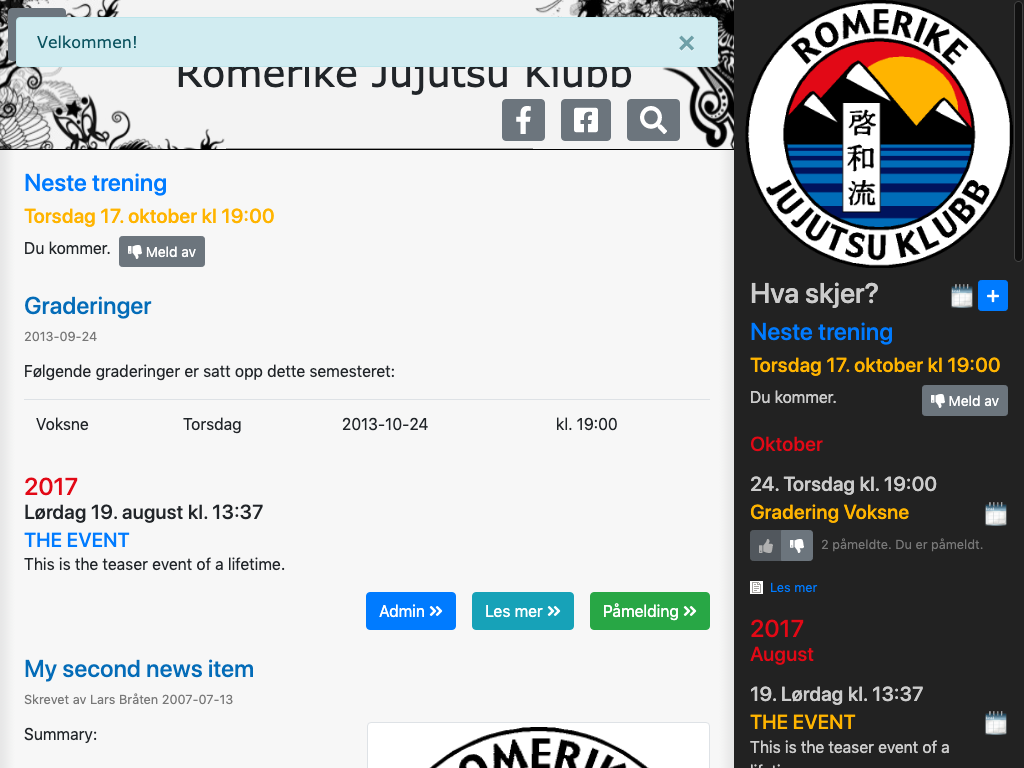 Velkommen!
×
Romerike Jujutsu Klubb
Neste trening
Torsdag 17. oktober kl 19:00
Du kommer. Meld av
Graderinger
2013-09-24
Følgende graderinger er satt opp dette semesteret:
Voksne Torsdag 2013-10-24 kl. 19:00
2017
Lørdag 19. august kl. 13:37
THE EVENT
This is the teaser event of a lifetime.
Admin Les mer Påmelding
My second news item
Skrevet av Lars Bråten 2007-07-13
Summary:
ROMERIKE
ROMERIKE
啓和流
JUJUTSU KLUBB
Hva skjer?
Neste trening
Torsdag 17. oktober kl 19:00
Du kommer. Meld av
Oktober
24. Torsdag kl. 19:00
Gradering Voksne
2 påmeldte. Du er påmeldt.
Les mer
2017
August
19. Lørdag kl. 13:37
THE EVENT
This is the teaser event of a
lifetime.